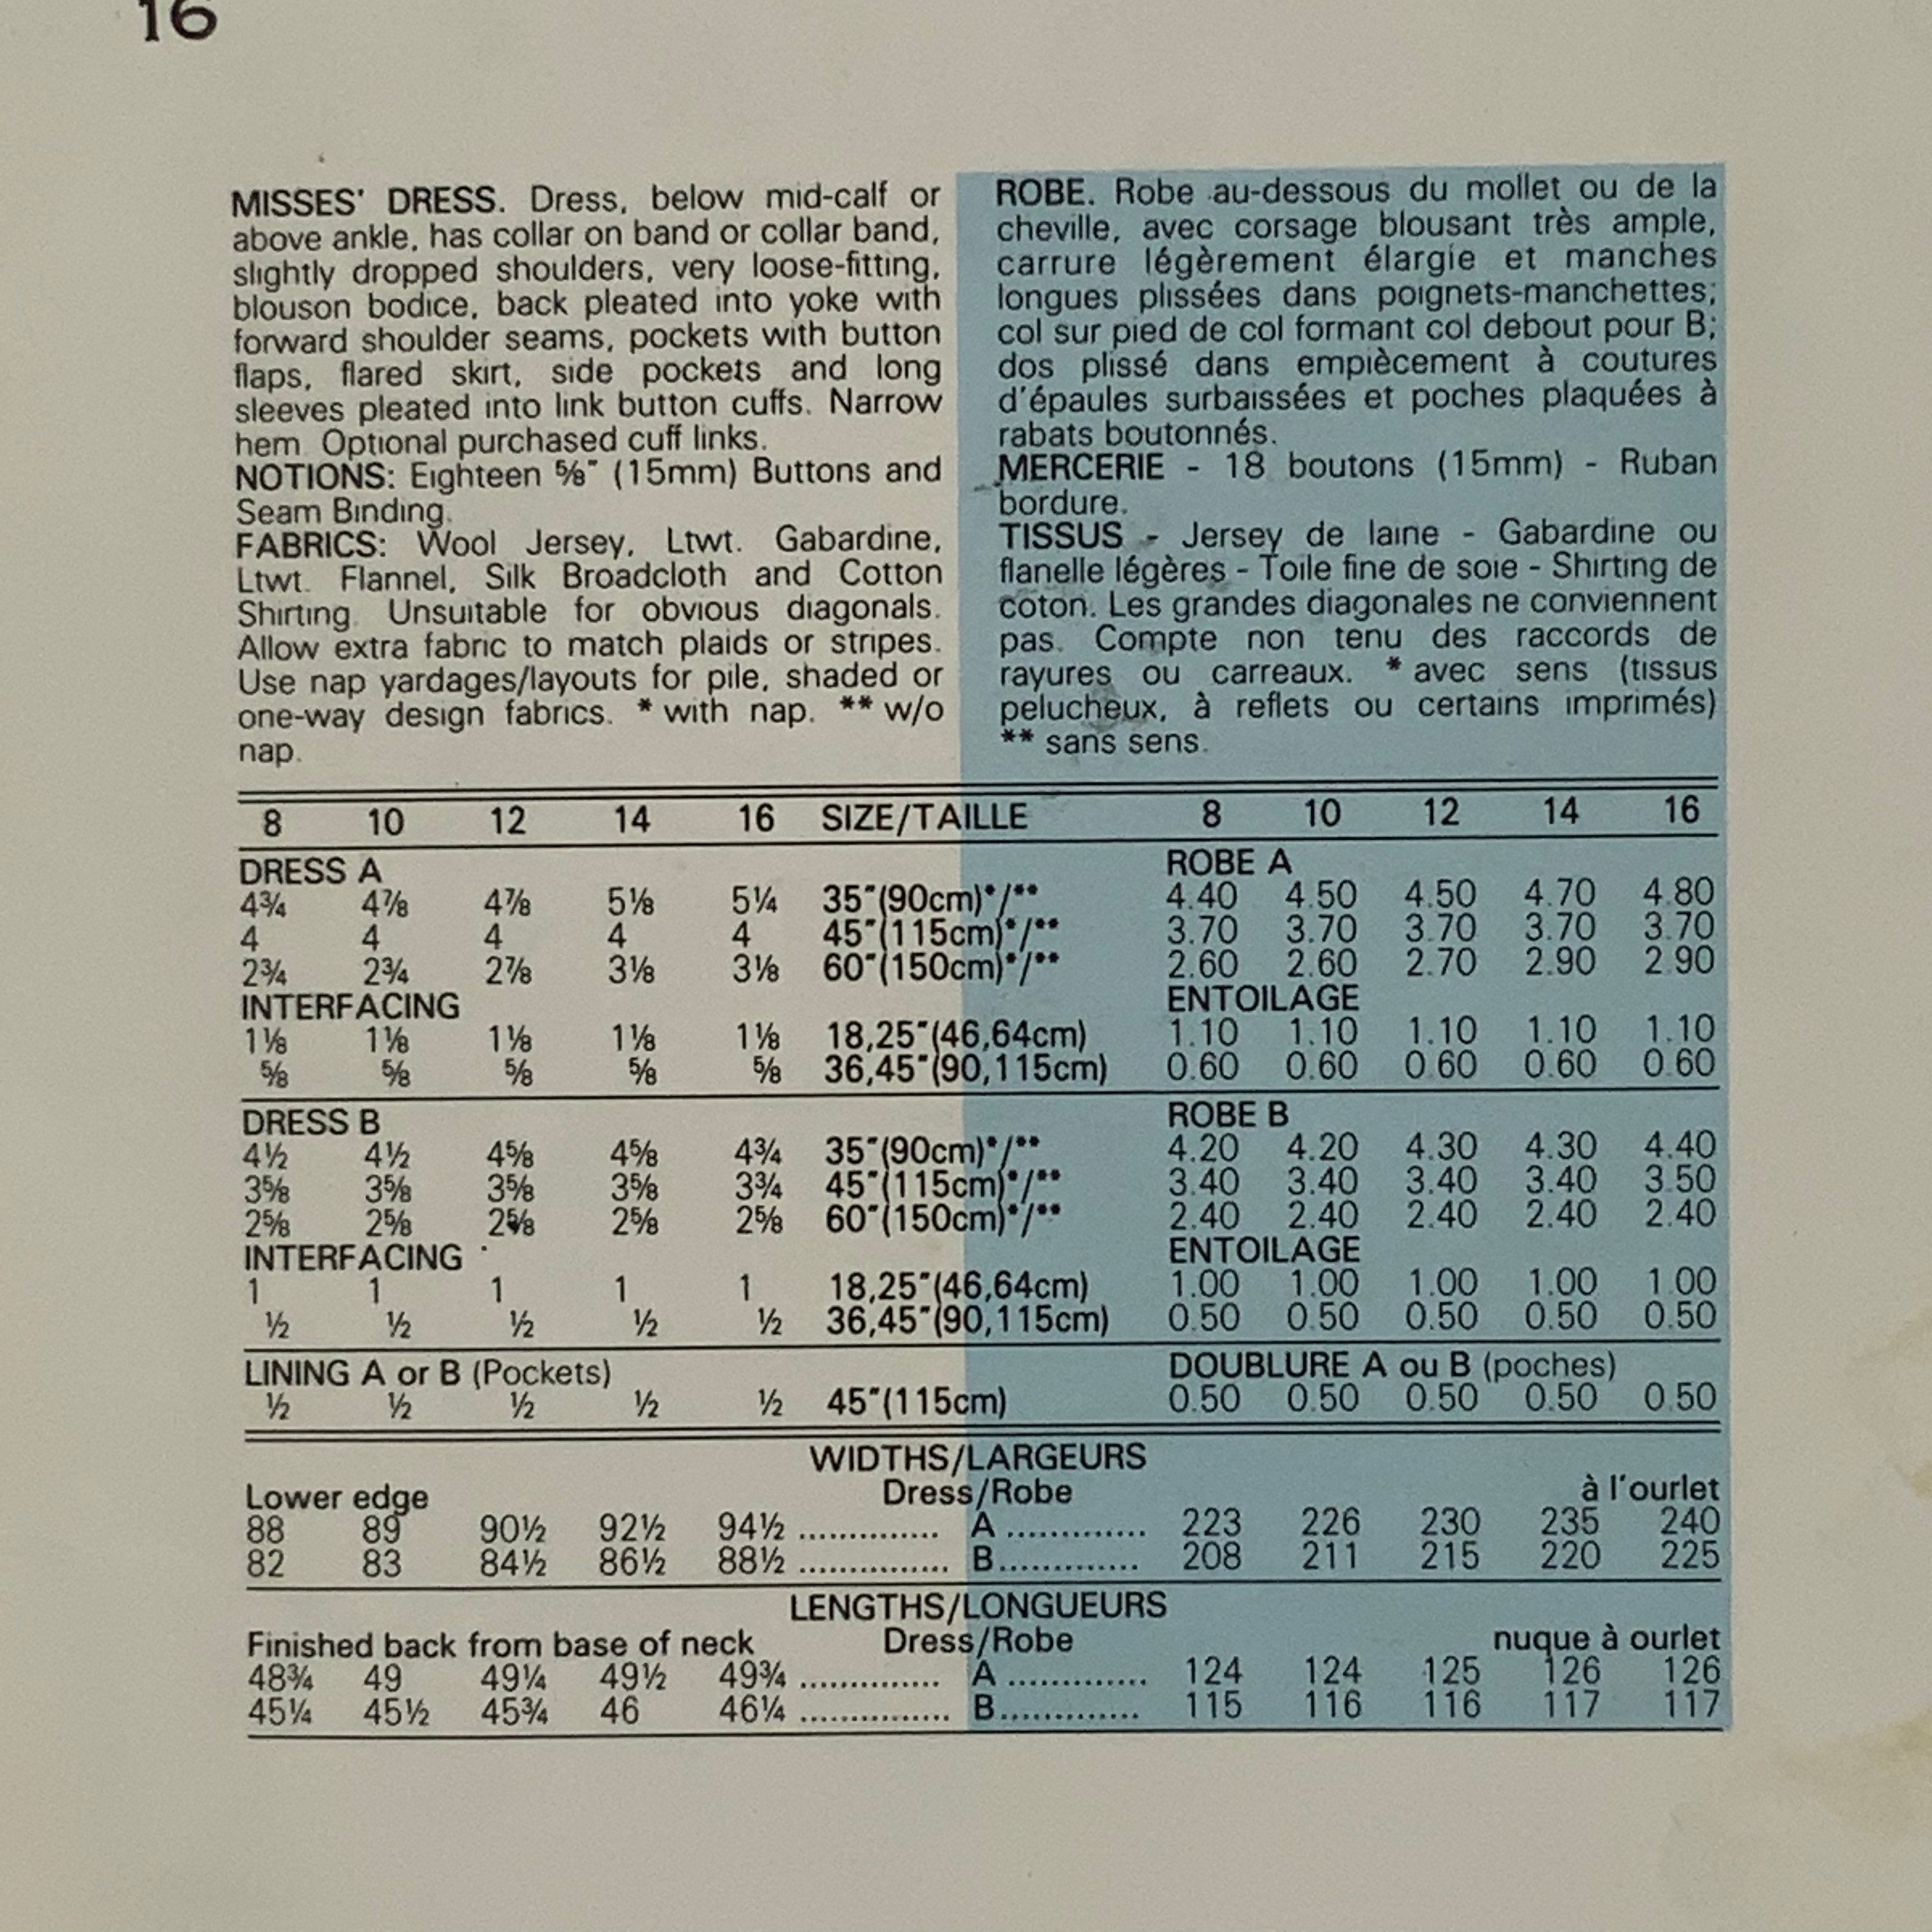 16
MISSES' DRESS. Dress, below mid-calf or
above ankle, has collar on band or collar band,
slightly dropped shoulders, very loose-fitting,
blouson bodice, back pleated into yoke with
forward shoulder seams, pockets with button
flaps, flared skirt, side pockets and long
sleeves pleated into link button cuffs. Narrow
hem. Optional purchased cuff links.
NOTIONS: Eighteen ⅝" (15mm) Buttons and
Seam Binding.
FABRICS: Wool Jersey, Ltwt. Gabardine,
Ltwt. Flannel, Silk Broadcloth and Cotton
Shirting. Unsuitable for obvious diagonals.
Allow extra fabric to match plaids or stripes.
Use nap yardages/layouts for pile, shaded or
one-way design fabrics. * with nap. ** w/o
nap.
ROBE. Robe au-dessous du mollet ou de la
cheville, avec corsage blousant très ample,
carrure légèrement élargie et manches
longues plissées dans poignets-manchettes;
col sur pied de col formant col debout pour B;
dos plissé dans empiècement à coutures
d'épaules surbaissées et poches plaquées à
rabats boutonnés.
MERCERIE - 18 boutons (15mm) - Ruban
bordure.
TISSUS - Jersey de laine - Gabardine ou
flanelle légères - Toile fine de soie - Shirting de
coton. Les grandes diagonales ne conviennent
pas. Compte non tenu des raccords de
rayures ou carreaux. * avec sens (tissus
pelucheux, à reflets ou certains imprimés)
** sans sens.
8 10 12 14 16 SIZE/TAILLE 8 10 12 14 16
DRESS A ROBE A
4¾ 4⅞ 4⅞ 5⅛ 5¼ 35"(90cm)*/** 4.40 4.50 4.50 4.70 4.80
4 4 4 4 4 45"(115cm)*/** 3.70 3.70 3.70 3.70 3.70
2¾ 2¾ 2⅞ 3⅛ 3⅛ 60"(150cm)*/** 2.60 2.60 2.70 2.90 2.90
INTERFACING ENTOILAGE
1⅛ 1⅛ 1⅛ 1⅛ 1⅛ 18,25"(46,64cm) 1.10 1.10 1.10 1.10 1.10
⅝ ⅝ ⅝ ⅝ ⅝ 36,45"(90,115cm) 0.60 0.60 0.60 0.60 0.60
DRESS B ROBE B
4½ 4½ 4⅝ 4⅝ 4¾ 35"(90cm)*/** 4.20 4.20 4.30 4.30 4.40
3⅝ 3⅝ 3⅝ 3⅝ 3¾ 45"(115cm)*/** 3.40 3.40 3.40 3.40 3.50
2⅝ 2⅝ 2⅝ 2⅝ 2⅝ 60"(150cm)*/** 2.40 2.40 2.40 2.40 2.40
INTERFACING ENTOILAGE
1 1 1 1 1 18,25"(46,64cm) 1.00 1.00 1.00 1.00 1.00
½ ½ ½ ½ ½ 36,45"(90,115cm) 0.50 0.50 0.50 0.50 0.50
LINING A or B (Pockets) DOUBLURE A ou B (poches)
½ ½ ½ ½ ½ 45"(115cm) 0.50 0.50 0.50 0.50 0.50
WIDTHS/LARGEURS
Lower edge Dress/Robe à l'ourlet
88 89 90½ 92½ 94½ .............. A ............. 223 226 230 235 240
82 83 84½ 86½ 88½ ............... B............. 208 211 215 220 225
LENGTHS/LONGUEURS
Finished back from base of neck Dress/Robe nuque à ourlet
48¾ 49 49¼ 49½ 49¾ .............. A ............. 124 124 125 126 126
45¼ 45½ 45¾ 46 46¼ ............... B............. 115 116 116 117 117